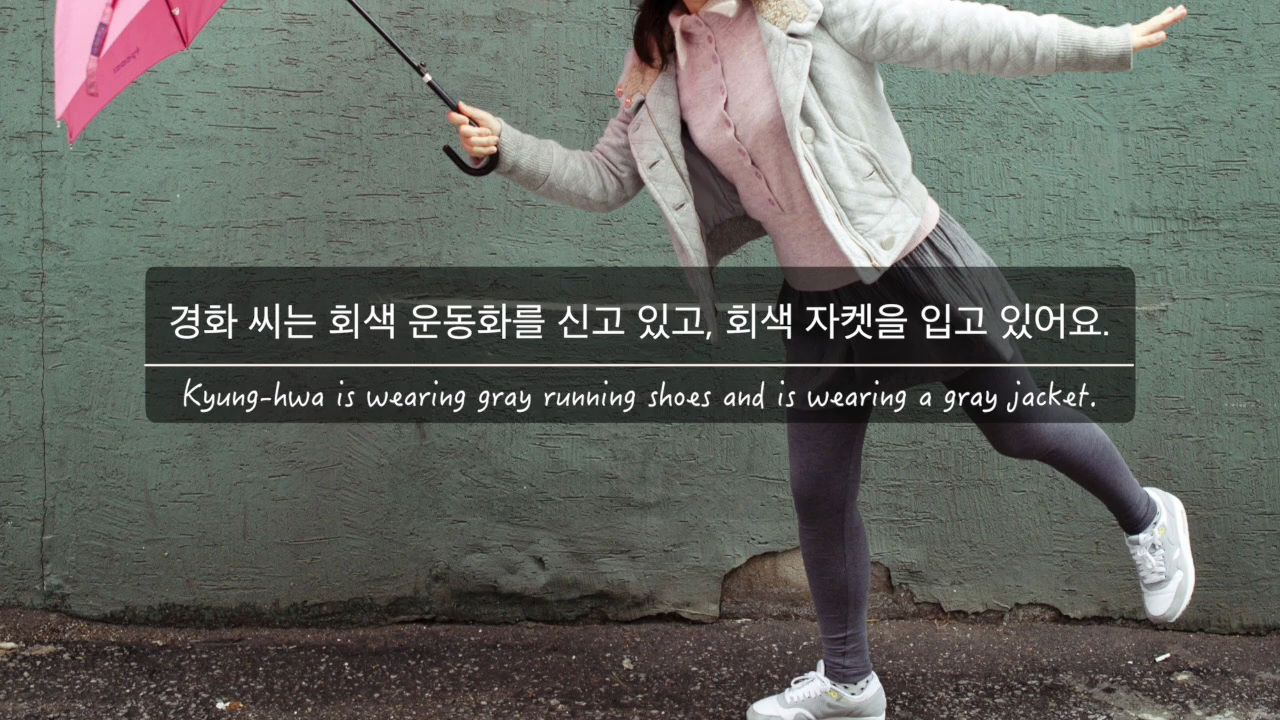 경화 씨는 회색 운동화를 신고 있고, 회색 자켓을 입고 있어요.
Kyung-hwa is wearing gray running shoes and is wearing a gray jacket.